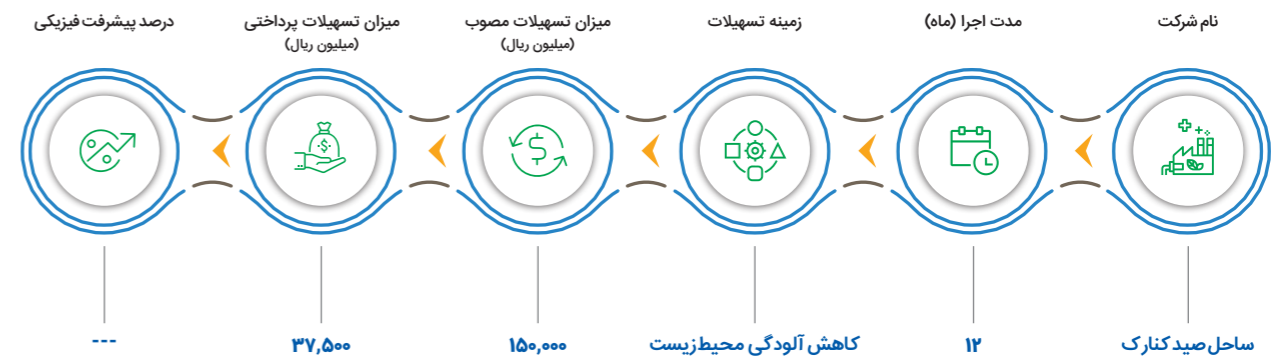 نام شرکت
مدت اجرا (ماه)
زمینه تسهیلات
میزان تسهیلات مصوب
(میلیون ریال)
میزان تسهیلات پرداختی
(میلیون ریال)
درصد پیشرفت فیزیکی
ساحل صید کنارک
۱۲
کاهش آلودگی محیط‌زیست
۱۵۰,۰۰۰
۳۷,۵۰۰
---